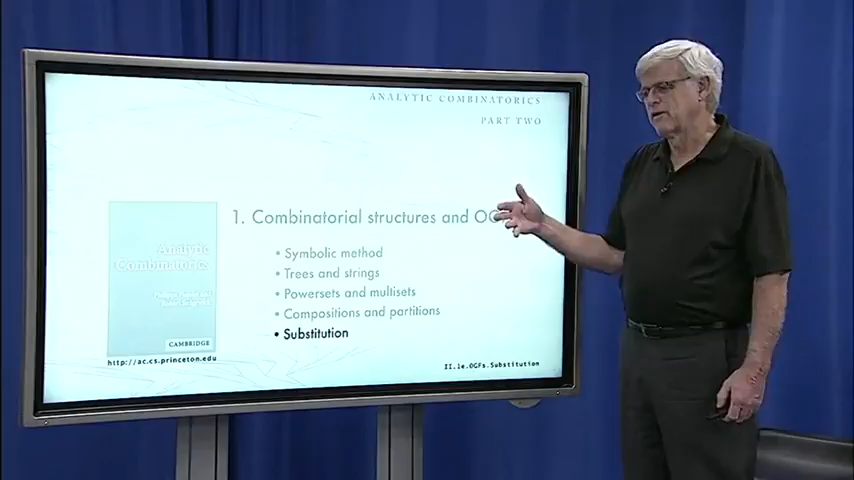 ANALYTIC COMBINATORICS
PART TWO
1. Combinatorial structures and
• Symbolic method
• Trees and strings
• Powersets and multisets
• Compositions and partitions
• Substitution
Analytic
Combinatorics
CAMBRIDGE
http://ac.cs.princeton.edu
II.1e.OGFs.Substitution